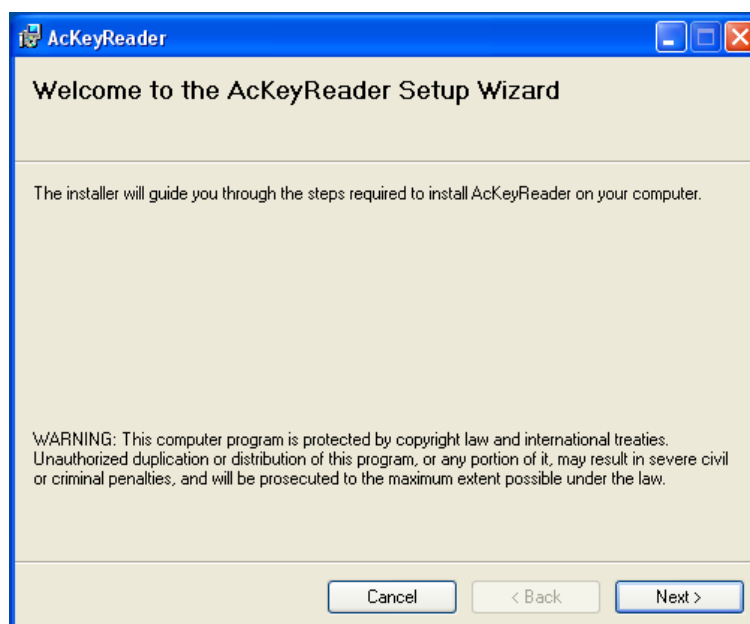 AcKeyReader
Welcome to the AcKeyReader Setup Wizard
The installer will guide you through the steps required to install AcKeyReader on your computer.
WARNING: This computer program is protected by copyright law and international treaties.
Unauthorized duplication or distribution of this program, or any portion of it, may result in severe civil
or criminal penalties, and will be prosecuted to the maximum extent possible under the law.
Cancel < Back Next >